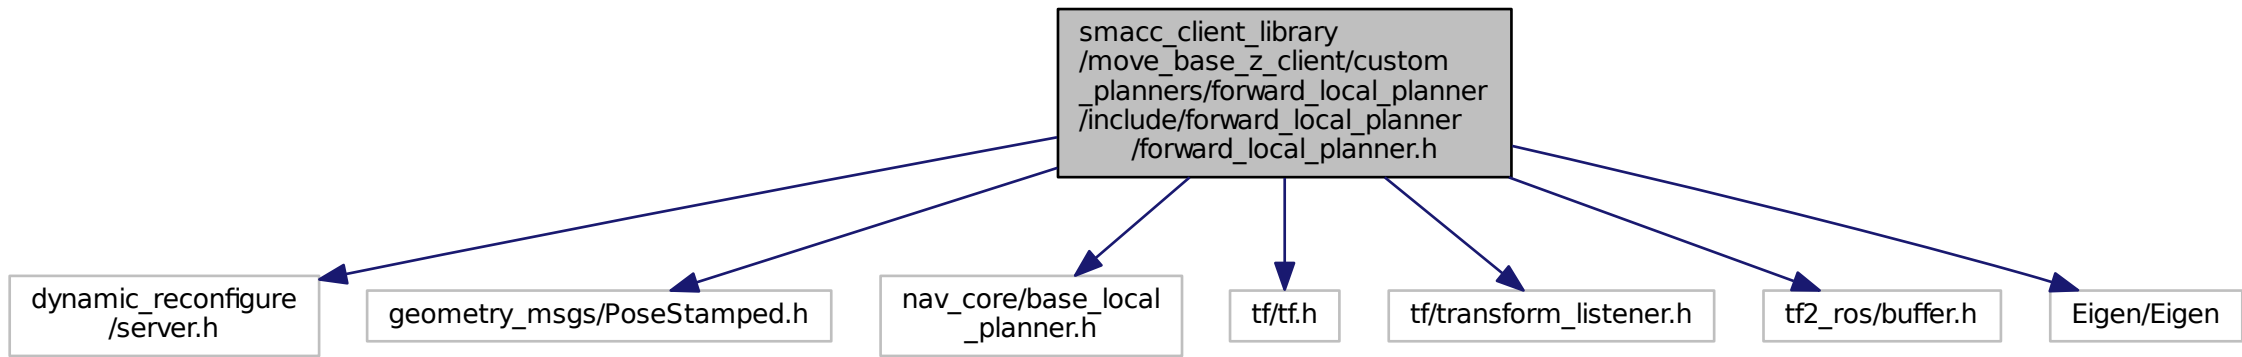 smacc_client_library
/move_base_z_client/custom
_planners/forward_local_planner
/include/forward_local_planner
/forward_local_planner.h
dynamic_reconfigure
/server.h
geometry_msgs/PoseStamped.h
nav_core/base_local
_planner.h
tf/tf.h
tf/transform_listener.h
tf2_ros/buffer.h
Eigen/Eigen